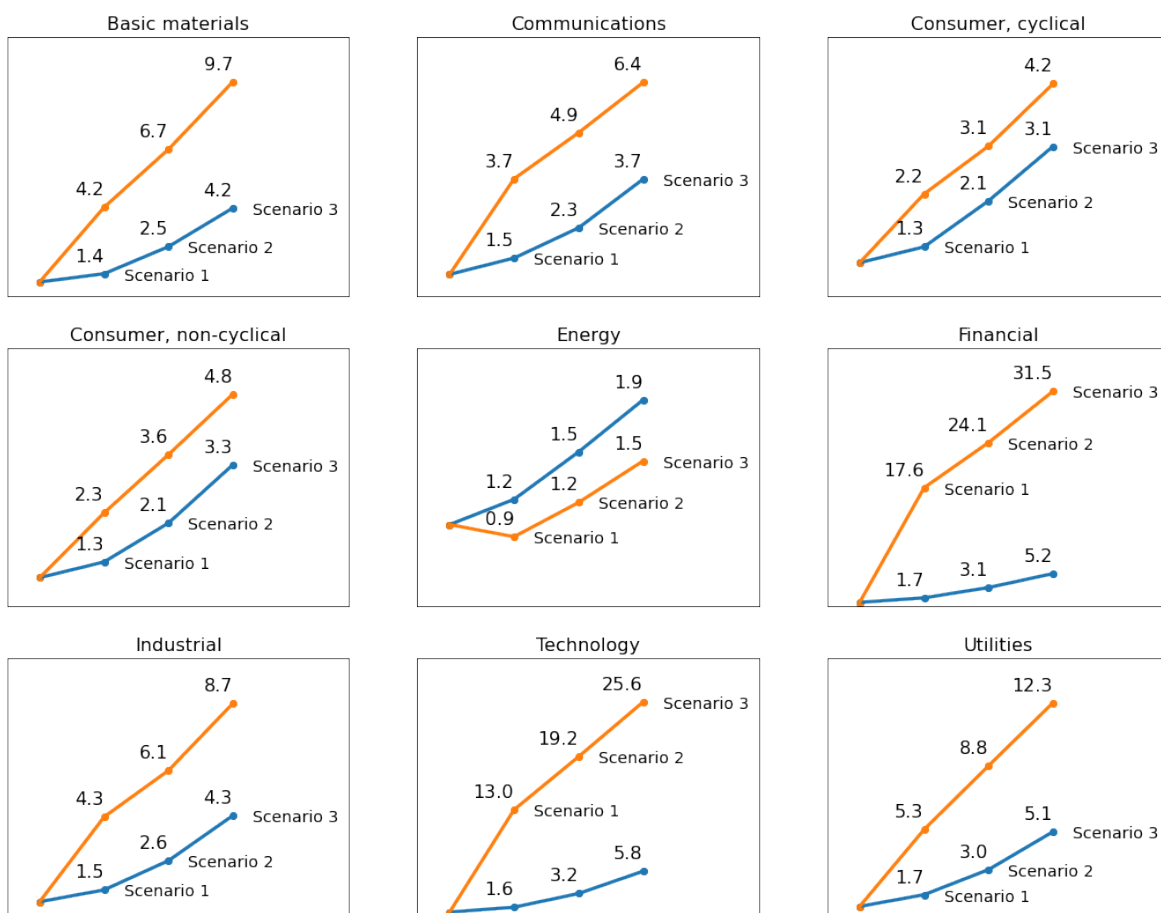 Basic materials
9.7
6.7
4.2
4.2
Scenario 3
2.5
Scenario 2
1.4
Scenario 1
Communications
6.4
4.9
3.7
3.7
Scenario 3
2.3
Scenario 2
1.5
Scenario 1
Consumer, cyclical
4.2
3.1
3.1
Scenario 3
2.2
2.1
Scenario 2
1.3
Scenario 1
Consumer, non-cyclical
4.8
3.6
3.3
Scenario 3
2.3
2.1
Scenario 2
1.3
Scenario 1
Energy
1.9
1.5
1.5
Scenario 3
1.2
1.2
Scenario 2
0.9
Scenario 1
Financial
31.5
Scenario 3
24.1
Scenario 2
17.6
Scenario 1
5.2
3.1
1.7
Industrial
8.7
6.1
4.3
4.3
Scenario 3
2.6
Scenario 2
1.5
Scenario 1
Technology
25.6
Scenario 3
19.2
Scenario 2
13.0
Scenario 1
5.8
3.2
1.6
Utilities
12.3
8.8
5.3
5.1
Scenario 3
3.0
Scenario 2
1.7
Scenario 1